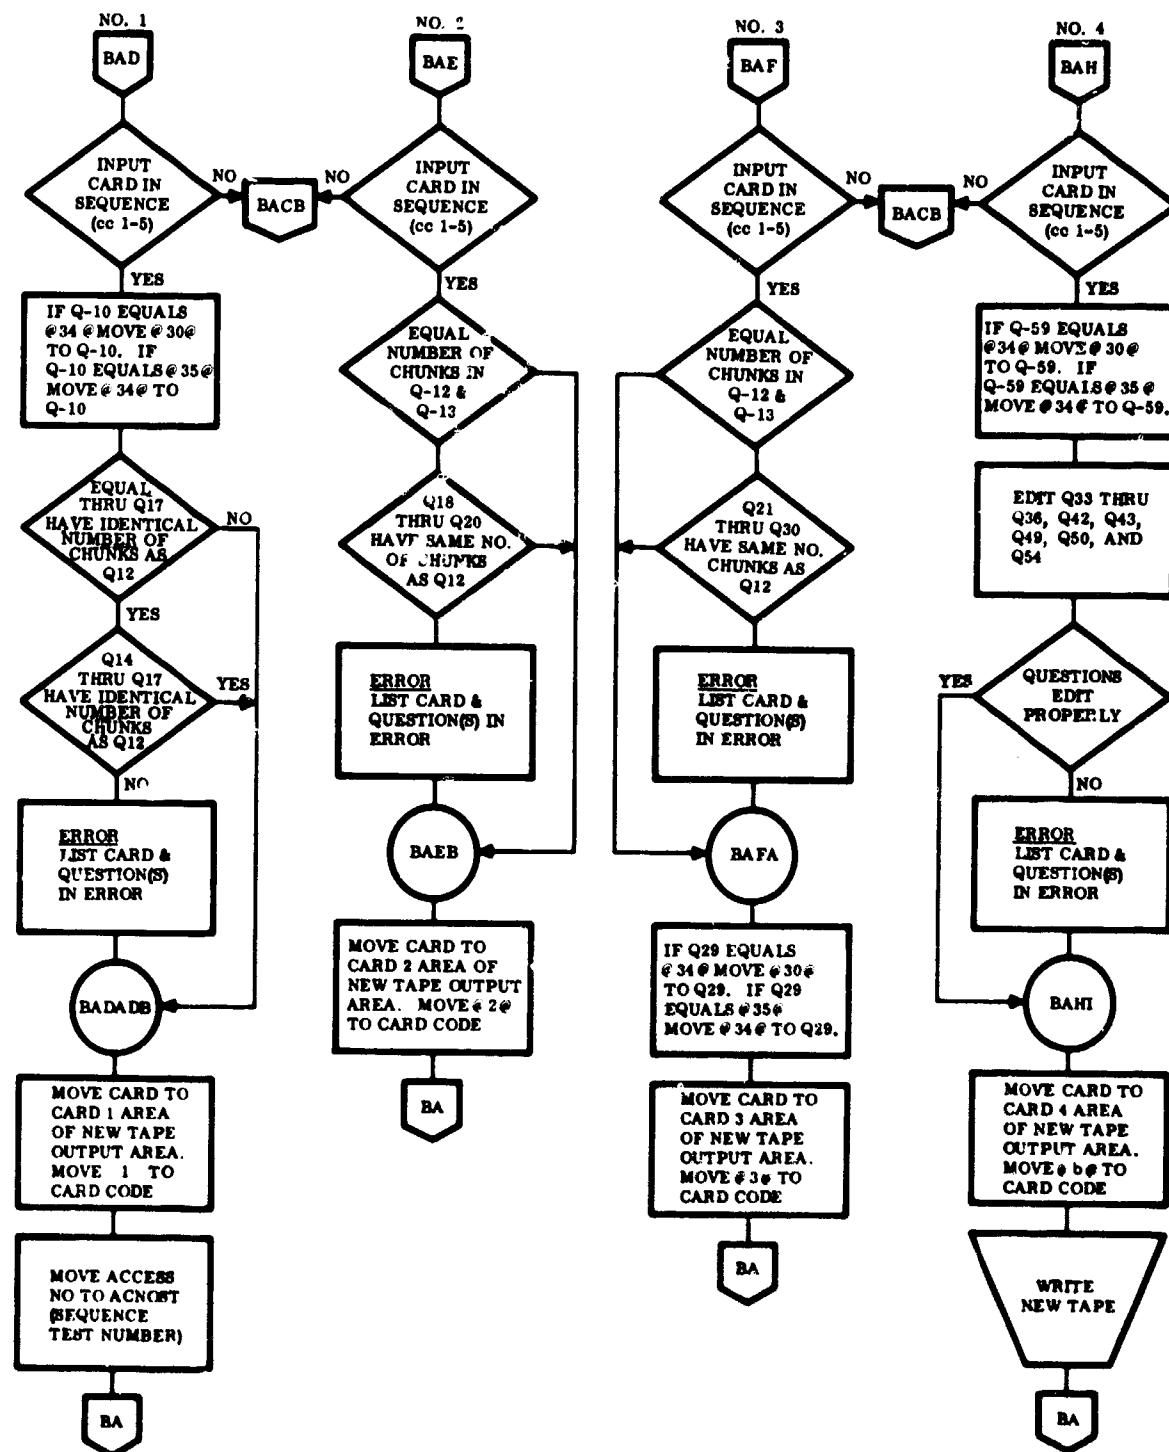 NO. 1
BAD
INPUT
CARD IN
SEQUENCE
(cc 1-5)
NO
YES
IF Q-10 EQUALS
@34@ MOVE @30@
TO Q-10. IF
Q-10 EQUALS @35@
MOVE @34@ TO
Q-10
EQUAL
THRU Q17
HAVE IDENTICAL
NUMBER OF
CHUNKS AS
Q12
NO
YES
Q14
THRU Q17
HAVE IDENTICAL
NUMBER OF
CHUNKS
AS Q12
YES
NO
ERROR
LIST CARD &
QUESTION(S)
IN ERROR
BADADB
MOVE CARD TO
CARD 1 AREA
OF NEW TAPE
OUTPUT AREA.
MOVE 1 TO
CARD CODE
MOVE ACCESS
NO TO ACNOST
(SEQUENCE
TEST NUMBER)
BA
BACB
NO. 2
BAE
INPUT
CARD IN
SEQUENCE
(cc 1-5)
NO
YES
EQUAL
NUMBER OF
CHUNKS IN
Q-12 &
Q-13
Q18
THRU Q20
HAVE SAME NO.
OF CHUNKS
AS Q12
ERROR
LIST CARD &
QUESTION(S) IN
ERROR
BAEB
MOVE CARD TO
CARD 2 AREA OF
NEW TAPE OUTPUT
AREA. MOVE @ 2@
TO CARD CODE
BA
NO. 3
BAF
INPUT
CARD IN
SEQUENCE
(cc 1-5)
NO
YES
EQUAL
NUMBER OF
CHUNKS IN
Q-12 &
Q-13
Q21
THRU Q30
HAVE SAME NO.
CHUNKS AS
Q12
ERROR
LIST CARD &
QUESTION(S)
IN ERROR
BAFA
IF Q29 EQUALS
@34@ MOVE @30@
TO Q29. IF Q29
EQUALS @35@
MOVE @34@ TO Q29.
MOVE CARD TO
CARD 3 AREA
OF NEW TAPE
OUTPUT AREA.
MOVE @3@ TO
CARD CODE
BA
BACB
NO. 4
BAH
INPUT
CARD IN
SEQUENCE
(cc 1-5)
NO
YES
IF Q-59 EQUALS
@34@ MOVE @30@
TO Q-59. IF
Q-59 EQUALS @35@
MOVE @34@ TO Q-59.
EDIT Q33 THRU
Q36, Q42, Q43,
Q49, Q50, AND
Q54
QUESTIONS
EDIT
PROPERLY
YES
NO
ERROR
LIST CARD &
QUESTION(S)
IN ERROR
BAHI
MOVE CARD TO
CARD 4 AREA
OF NEW TAPE
OUTPUT AREA.
MOVE @b@ TO
CARD CODE
WRITE
NEW TAPE
BA